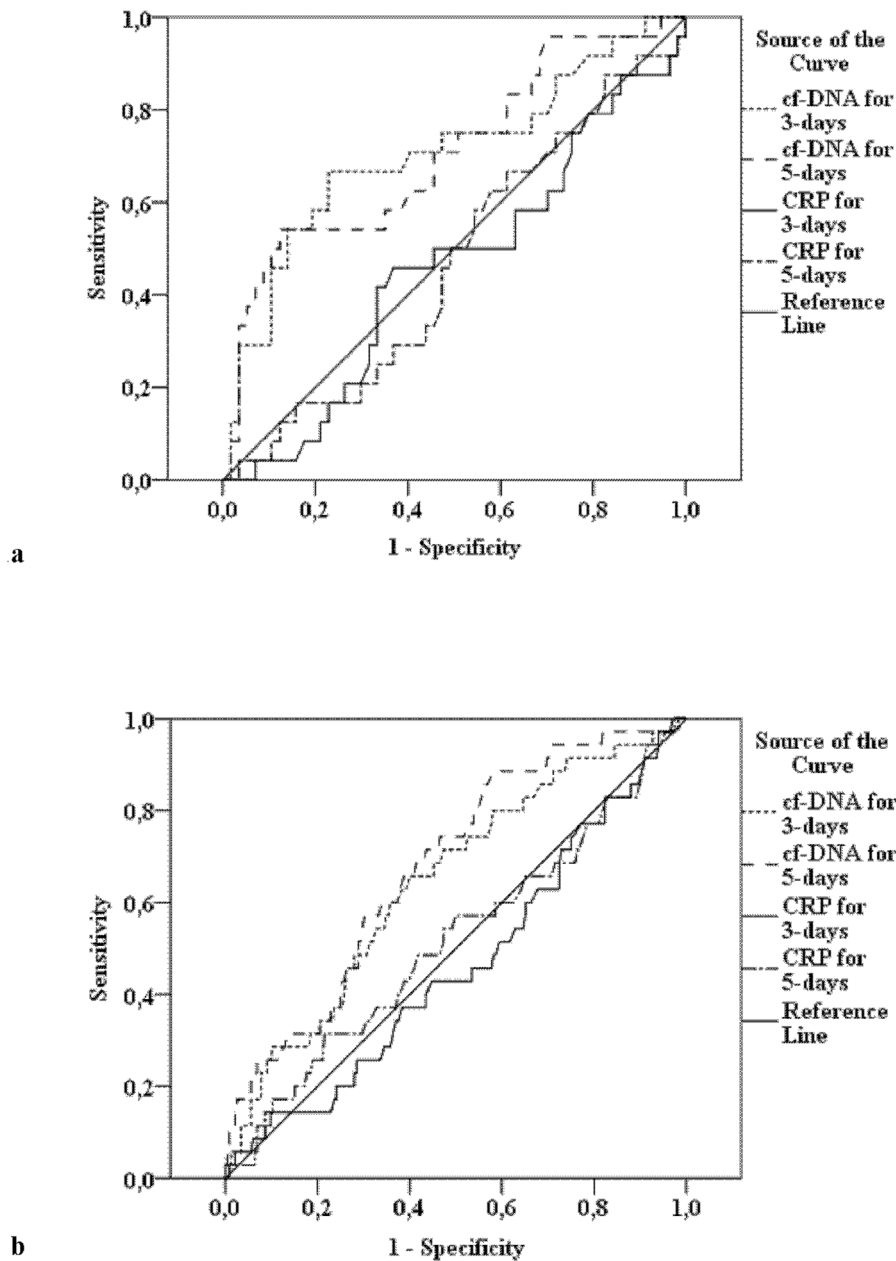 1,0
0,8
0,6
0,4
0,2
0,0
Sensitivity
0,0 0,2 0,4 0,6 0,8 1,0
1 - Specificity
Source of the
Curve
cf-DNA for
3-days
cf-DNA for
5-days
CRP for
3-days
CRP for
5-days
Reference
Line
a
1,0
0,8
0,6
0,4
0,2
0,0
Sensitivity
0,0 0,2 0,4 0,6 0,8 1,0
1 - Specificity
Source of the
Curve
cf-DNA for
3-days
cf-DNA for
5-days
CRP for
3-days
CRP for
5-days
Reference
Line
b